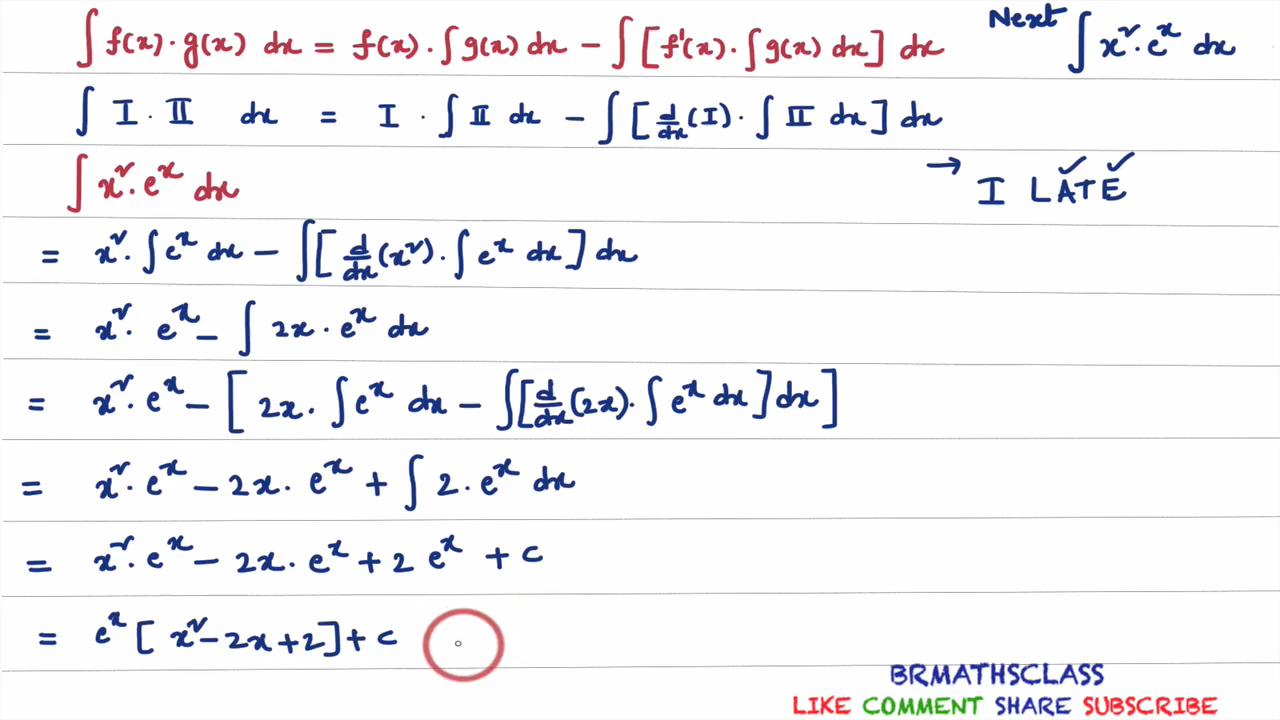 ∫ f(x)·g(x) dx = f(x)·∫g(x) dx − ∫[f'(x)·∫g(x) dx] dx
Next ∫ x²·eˣ dx
∫ I·II dx = I·∫II dx − ∫[d/dx(I)·∫II dx] dx
→ I LATE
∫ x²·eˣ dx
= x²·∫eˣ dx − ∫[d/dx(x²)·∫eˣ dx] dx
= x²·eˣ − ∫ 2x·eˣ dx
= x²·eˣ − [2x·∫eˣ dx − ∫[d/dx(2x)·∫eˣ dx]dx]
= x²·eˣ − 2x·eˣ + ∫ 2·eˣ dx
= x²·eˣ − 2x·eˣ + 2eˣ + c
= eˣ[x² − 2x + 2] + c
BRMATHSCLASS
LIKE COMMENT SHARE SUBSCRIBE